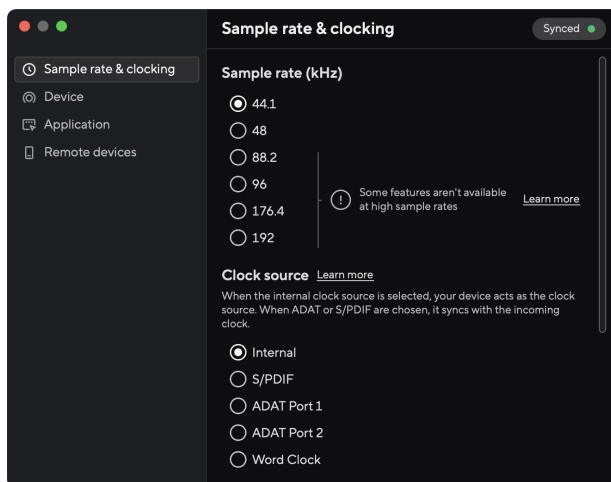 Sample rate & clocking
Synced
Sample rate & clocking
Device
Application
Remote devices
Sample rate (kHz)
44.1
48
88.2
96
176.4
192
Some features aren't available
at high sample rates
Learn more
Clock source Learn more
When the internal clock source is selected, your device acts as the clock
source. When ADAT or S/PDIF are chosen, it syncs with the incoming
clock.
Internal
S/PDIF
ADAT Port 1
ADAT Port 2
Word Clock